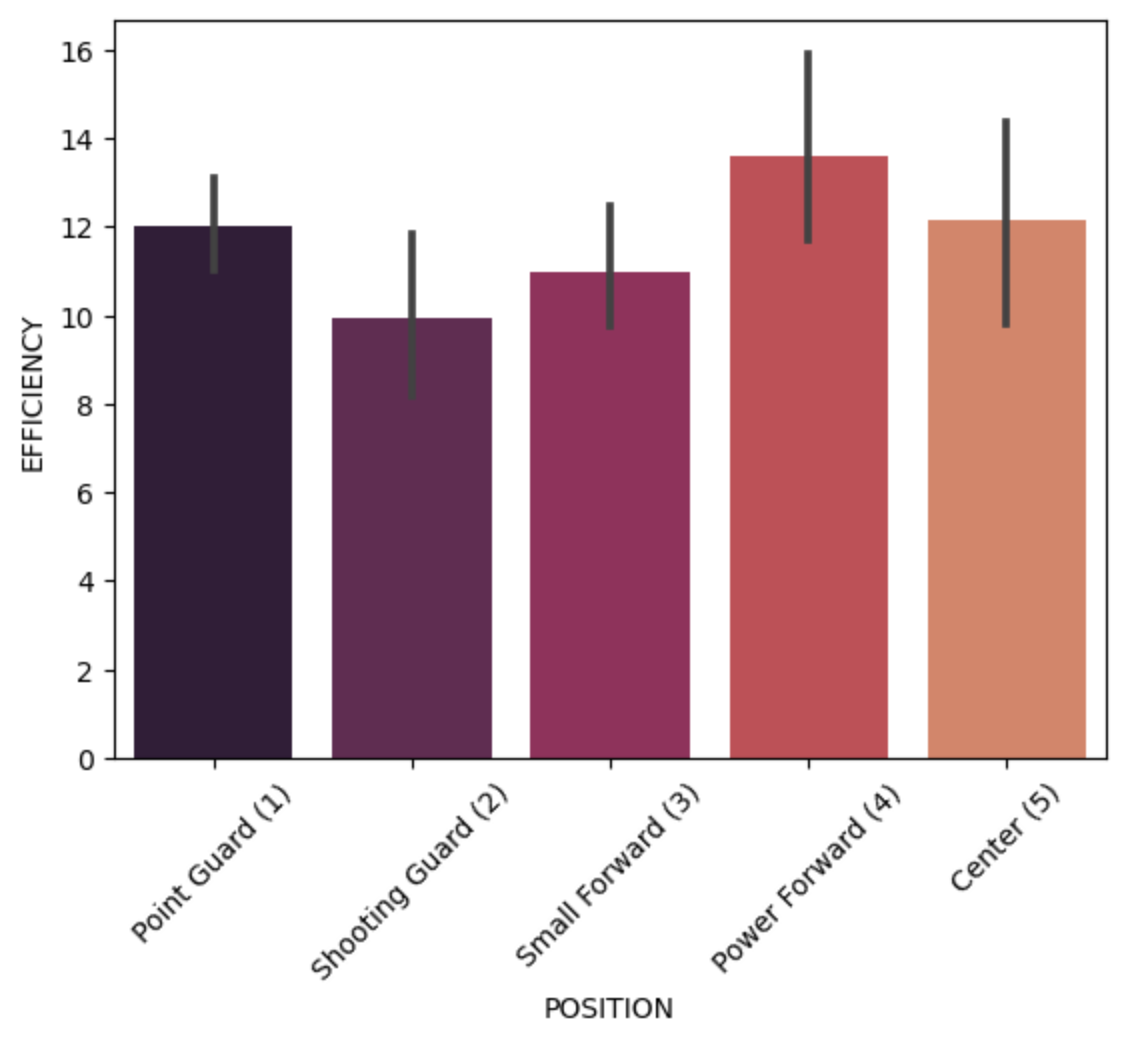 16
14
12
10
8
6
4
2
0
EFFICIENCY
Point Guard (1)
Shooting Guard (2)
Small Forward (3)
Power Forward (4)
Center (5)
POSITION